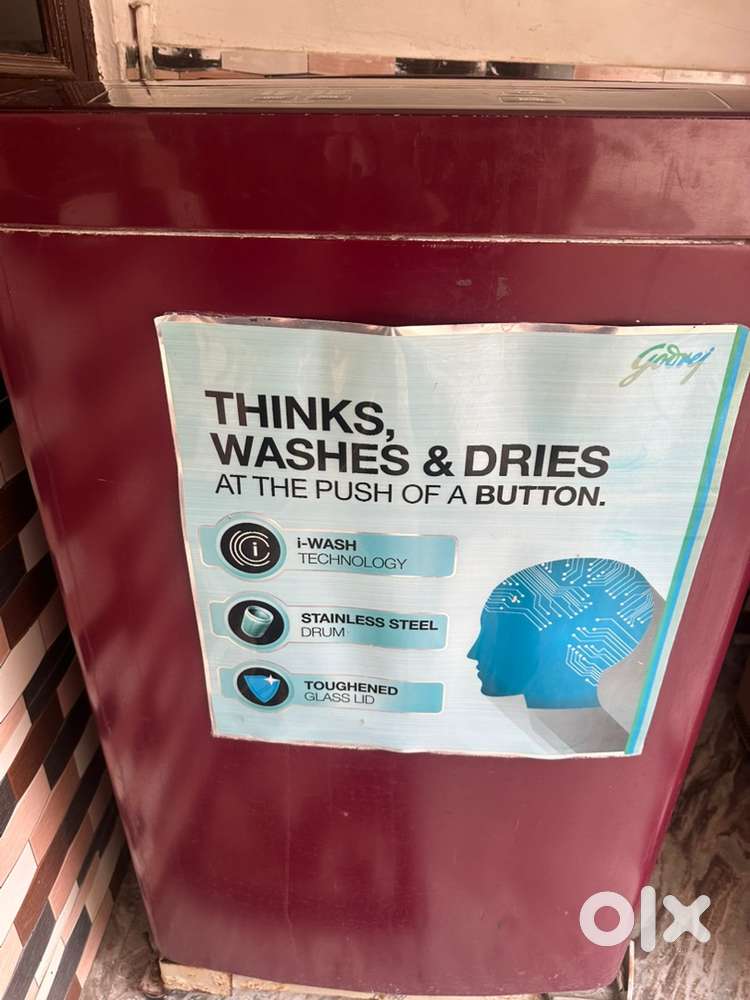 Godrej
THINKS,
WASHES & DRIES
AT THE PUSH OF A BUTTON.
i
i-WASH
TECHNOLOGY
STAINLESS STEEL
DRUM
TOUGHENED
GLASS LID
olx